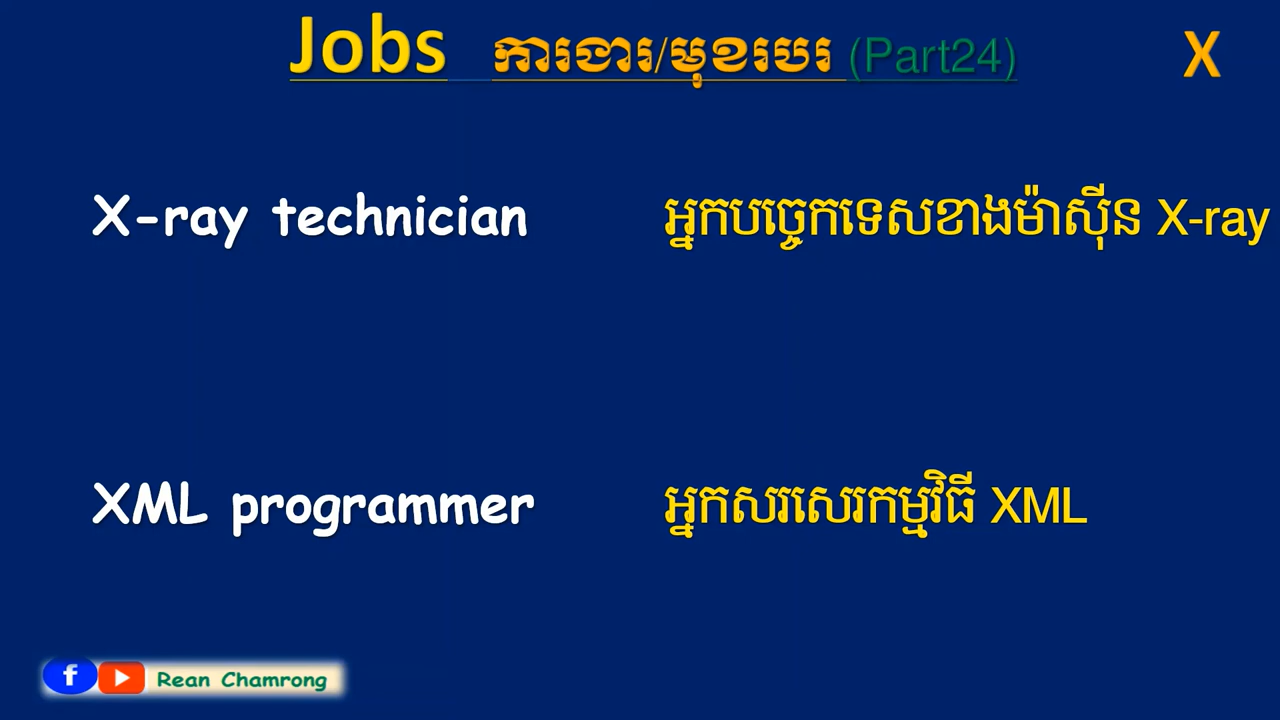 Jobs ការងារ/មុខរបរ (Part24) X
X-ray technician អ្នកបច្ចេកទេសខាងម៉ាស៊ីន X-ray
XML programmer អ្នកសរសេរកម្មវិធី XML
f Rean Chamrong